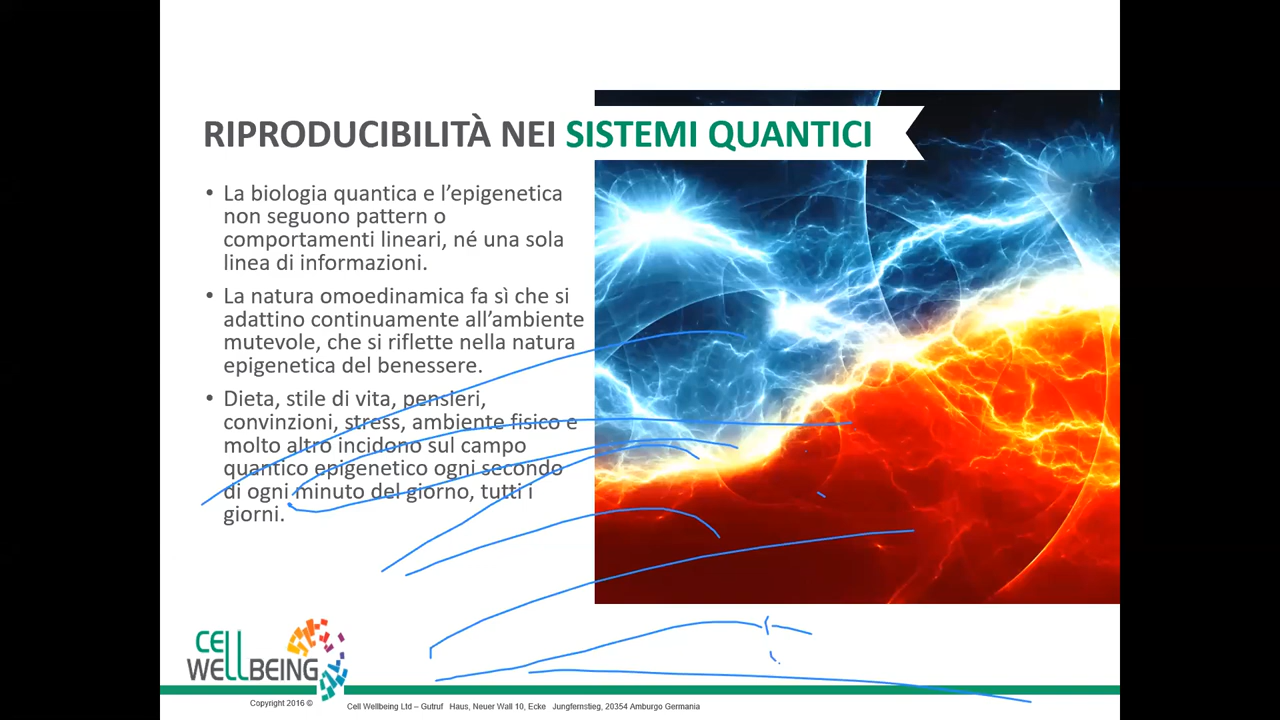 RIPRODUCIBILITÀ NEI SISTEMI QUANTICI
• La biologia quantica e l’epigenetica
non seguono pattern o
comportamenti lineari, né una sola
linea di informazioni.
• La natura omoedinamica fa sì che si
adattino continuamente all’ambiente
mutevole, che si riflette nella natura
epigenetica del benessere.
• Dieta, stile di vita, pensieri,
convinzioni, stress, ambiente fisico e
molto altro incidono sul campo
quantico epigenetico ogni secondo
di ogni minuto del giorno, tutti i
giorni.
CELL
WELLBEING
Copyright 2016 ©
Cell Wellbeing Ltd – Gutruf Haus, Neuer Wall 10, Ecke Jungfernstieg, 20354 Amburgo Germania